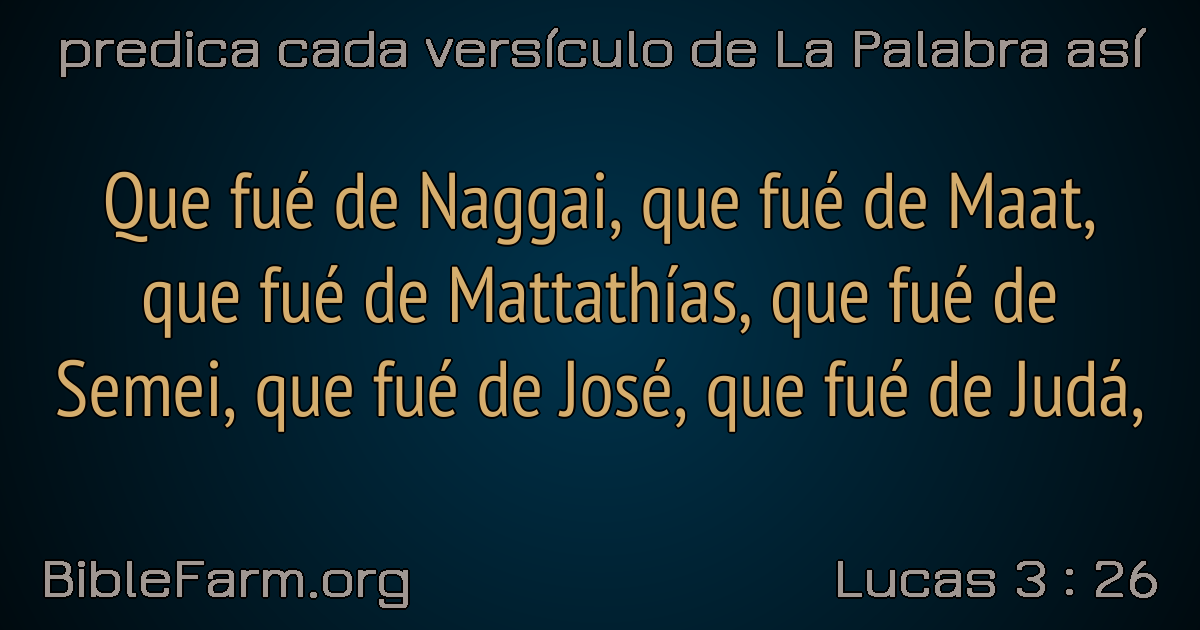 predica cada versículo de La Palabra así
Que fué de Naggai, que fué de Maat,
que fué de Mattathías, que fué de
Semei, que fué de José, que fué de Judá,
BibleFarm.org
Lucas 3 : 26